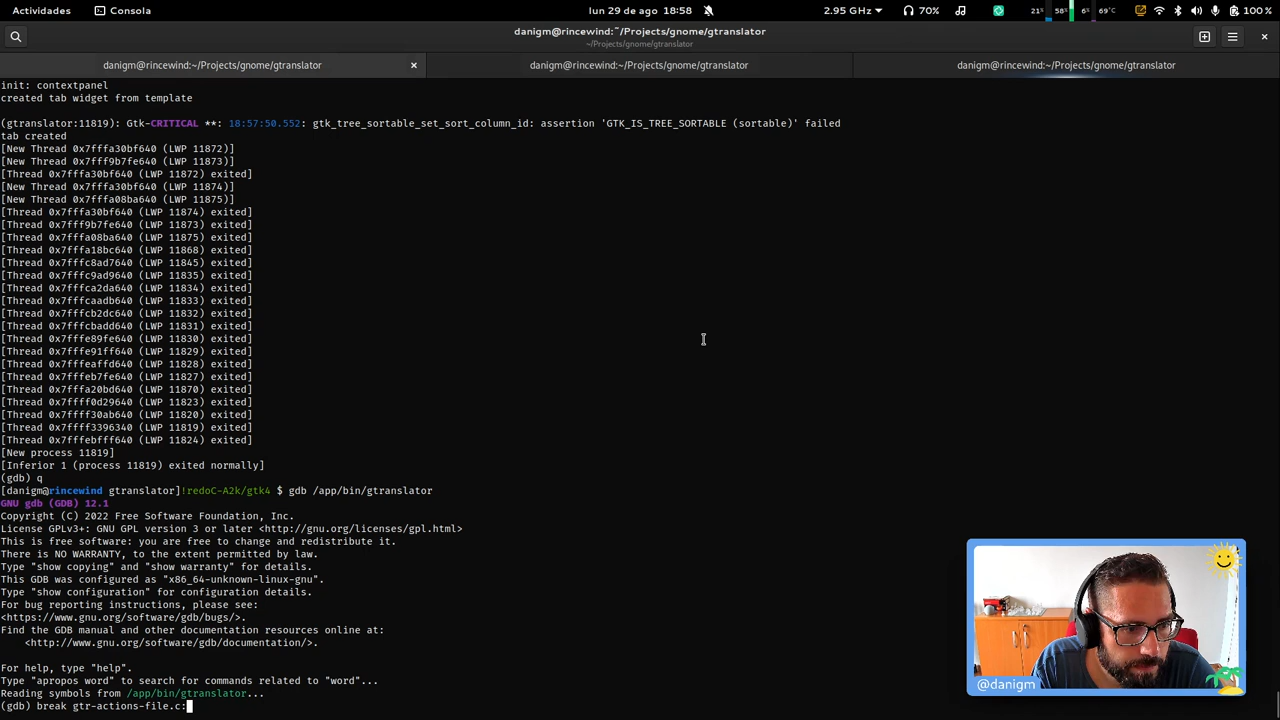 Actividades
Consola
lun 29 de ago 18:58
2.95 GHz
70%
21%
58%
6%
69°C
100 %
danigm@rincewind:~/Projects/gnome/gtranslator
~/Projects/gnome/gtranslator
danigm@rincewind:~/Projects/gnome/gtranslator
danigm@rincewind:~/Projects/gnome/gtranslator
danigm@rincewind:~/Projects/gnome/gtranslator
init: contextpanel
created tab widget from template
(gtranslator:11819): Gtk-CRITICAL **: 18:57:50.552: gtk_tree_sortable_set_sort_column_id: assertion 'GTK_IS_TREE_SORTABLE (sortable)' failed
tab created
[New Thread 0x7fffa30bf640 (LWP 11872)]
[New Thread 0x7fff9b7fe640 (LWP 11873)]
[Thread 0x7fffa30bf640 (LWP 11872) exited]
[New Thread 0x7fffa30bf640 (LWP 11874)]
[New Thread 0x7fffa08ba640 (LWP 11875)]
[Thread 0x7fffa30bf640 (LWP 11874) exited]
[Thread 0x7fff9b7fe640 (LWP 11873) exited]
[Thread 0x7fffa08ba640 (LWP 11875) exited]
[Thread 0x7fffa18bc640 (LWP 11868) exited]
[Thread 0x7fffc8ad7640 (LWP 11845) exited]
[Thread 0x7fffc9ad9640 (LWP 11835) exited]
[Thread 0x7fffca2da640 (LWP 11834) exited]
[Thread 0x7fffcaadb640 (LWP 11833) exited]
[Thread 0x7fffcb2dc640 (LWP 11832) exited]
[Thread 0x7fffcbadd640 (LWP 11831) exited]
[Thread 0x7fffe89fe640 (LWP 11830) exited]
[Thread 0x7fffe91ff640 (LWP 11829) exited]
[Thread 0x7fffeaffd640 (LWP 11828) exited]
[Thread 0x7fffeb7fe640 (LWP 11827) exited]
[Thread 0x7fffa20bd640 (LWP 11870) exited]
[Thread 0x7ffff0d29640 (LWP 11823) exited]
[Thread 0x7ffff30ab640 (LWP 11820) exited]
[Thread 0x7ffff3396340 (LWP 11819) exited]
[Thread 0x7fffebfff640 (LWP 11824) exited]
[New process 11819]
[Inferior 1 (process 11819) exited normally]
(gdb) q
[danigm@rincewind gtranslator]!redoC-A2k/gtk4 $ gdb /app/bin/gtranslator
GNU gdb (GDB) 12.1
Copyright (C) 2022 Free Software Foundation, Inc.
License GPLv3+: GNU GPL version 3 or later <http://gnu.org/licenses/gpl.html>
This is free software: you are free to change and redistribute it.
There is NO WARRANTY, to the extent permitted by law.
Type "show copying" and "show warranty" for details.
This GDB was configured as "x86_64-unknown-linux-gnu".
Type "show configuration" for configuration details.
For bug reporting instructions, please see:
<https://www.gnu.org/software/gdb/bugs/>.
Find the GDB manual and other documentation resources online at:
<http://www.gnu.org/software/gdb/documentation/>.
For help, type "help".
Type "apropos word" to search for commands related to "word"...
Reading symbols from /app/bin/gtranslator...
(gdb) break gtr-actions-file.c:
@danigm